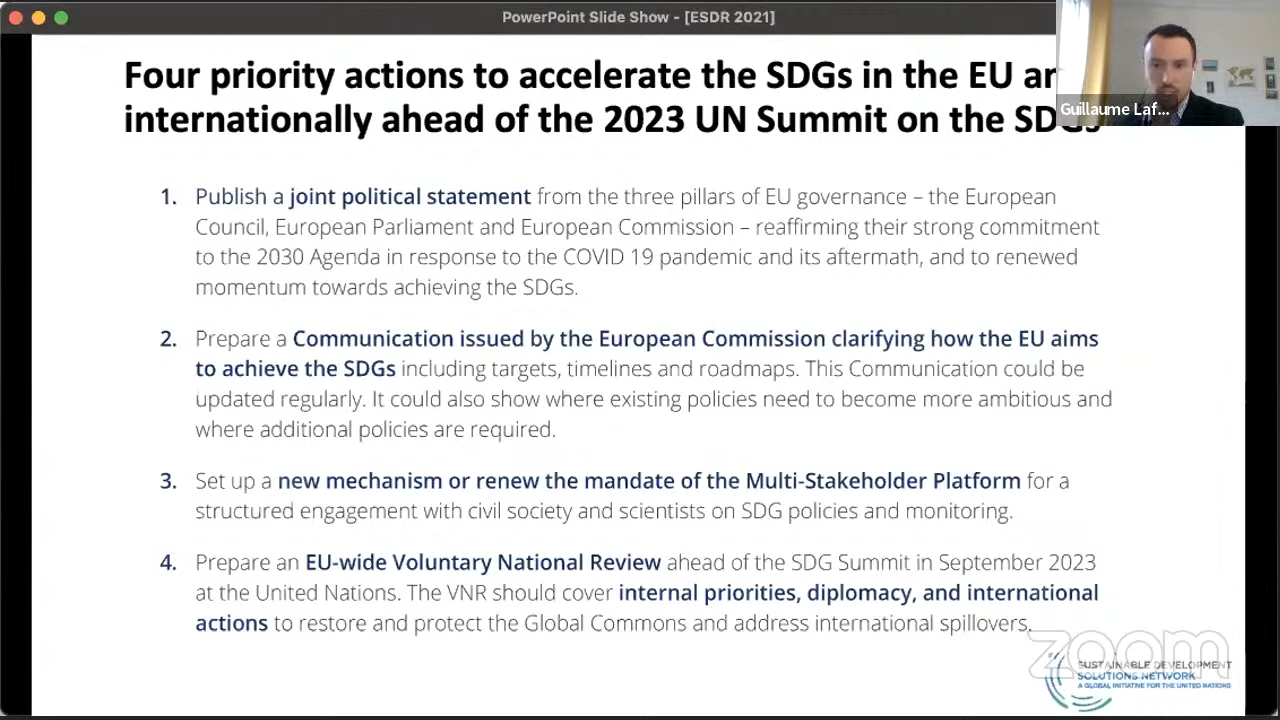 PowerPoint Slide Show - [ESDR 2021]
Four priority actions to accelerate the SDGs in the EU
internationally ahead of the 2023 UN Summit on the SDGs
Guillaume Laf...
1. Publish a joint political statement from the three pillars of EU governance – the European
Council, European Parliament and European Commission – reaffirming their strong commitment
to the 2030 Agenda in response to the COVID 19 pandemic and its aftermath, and to renewed
momentum towards achieving the SDGs.
2. Prepare a Communication issued by the European Commission clarifying how the EU aims
to achieve the SDGs including targets, timelines and roadmaps. This Communication could be
updated regularly. It could also show where existing policies need to become more ambitious and
where additional policies are required.
3. Set up a new mechanism or renew the mandate of the Multi-Stakeholder Platform for a
structured engagement with civil society and scientists on SDG policies and monitoring.
4. Prepare an EU-wide Voluntary National Review ahead of the SDG Summit in September 2023
at the United Nations. The VNR should cover internal priorities, diplomacy, and international
actions to restore and protect the Global Commons and address international spillovers.
zoom
SUSTAINABLE DEVELOPMENT
SOLUTIONS NETWORK
A GLOBAL INITIATIVE FOR THE UNITED NATIONS